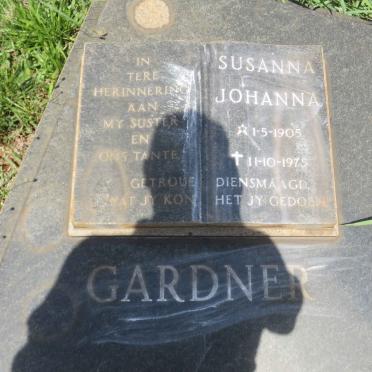 IN
TERE
HERINNERING
AAN
MY SUSTER
EN
ONS TANTE.
SUSANNA
JOHANNA
☆ 1-5-1905
✝ 11-10-1975
GETROUE DIENSMAAGD,
WAT JY KON, HET JY GEDOEN
GARDNER